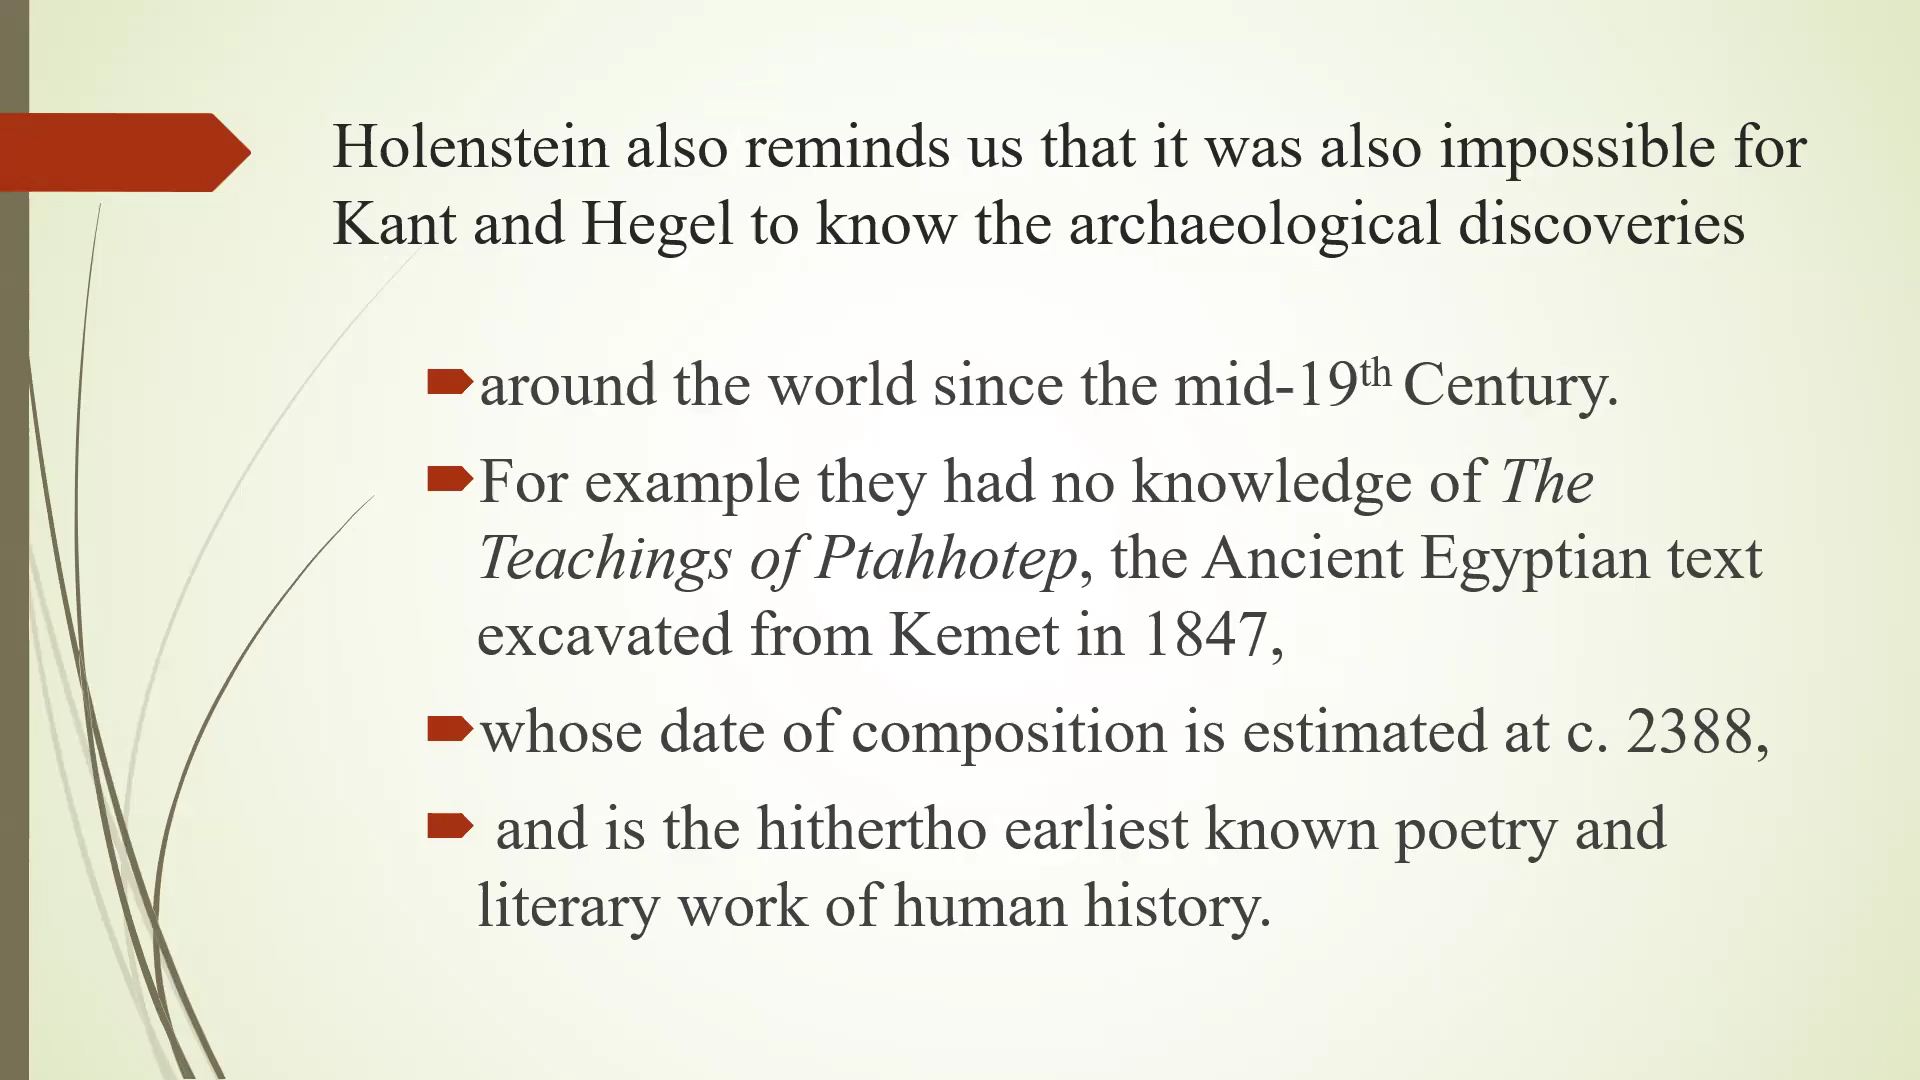 Holenstein also reminds us that it was also impossible for
Kant and Hegel to know the archaeological discoveries
around the world since the mid-19th Century.
For example they had no knowledge of The
Teachings of Ptahhotep, the Ancient Egyptian text
excavated from Kemet in 1847,
whose date of composition is estimated at c. 2388,
and is the hithertho earliest known poetry and
literary work of human history.